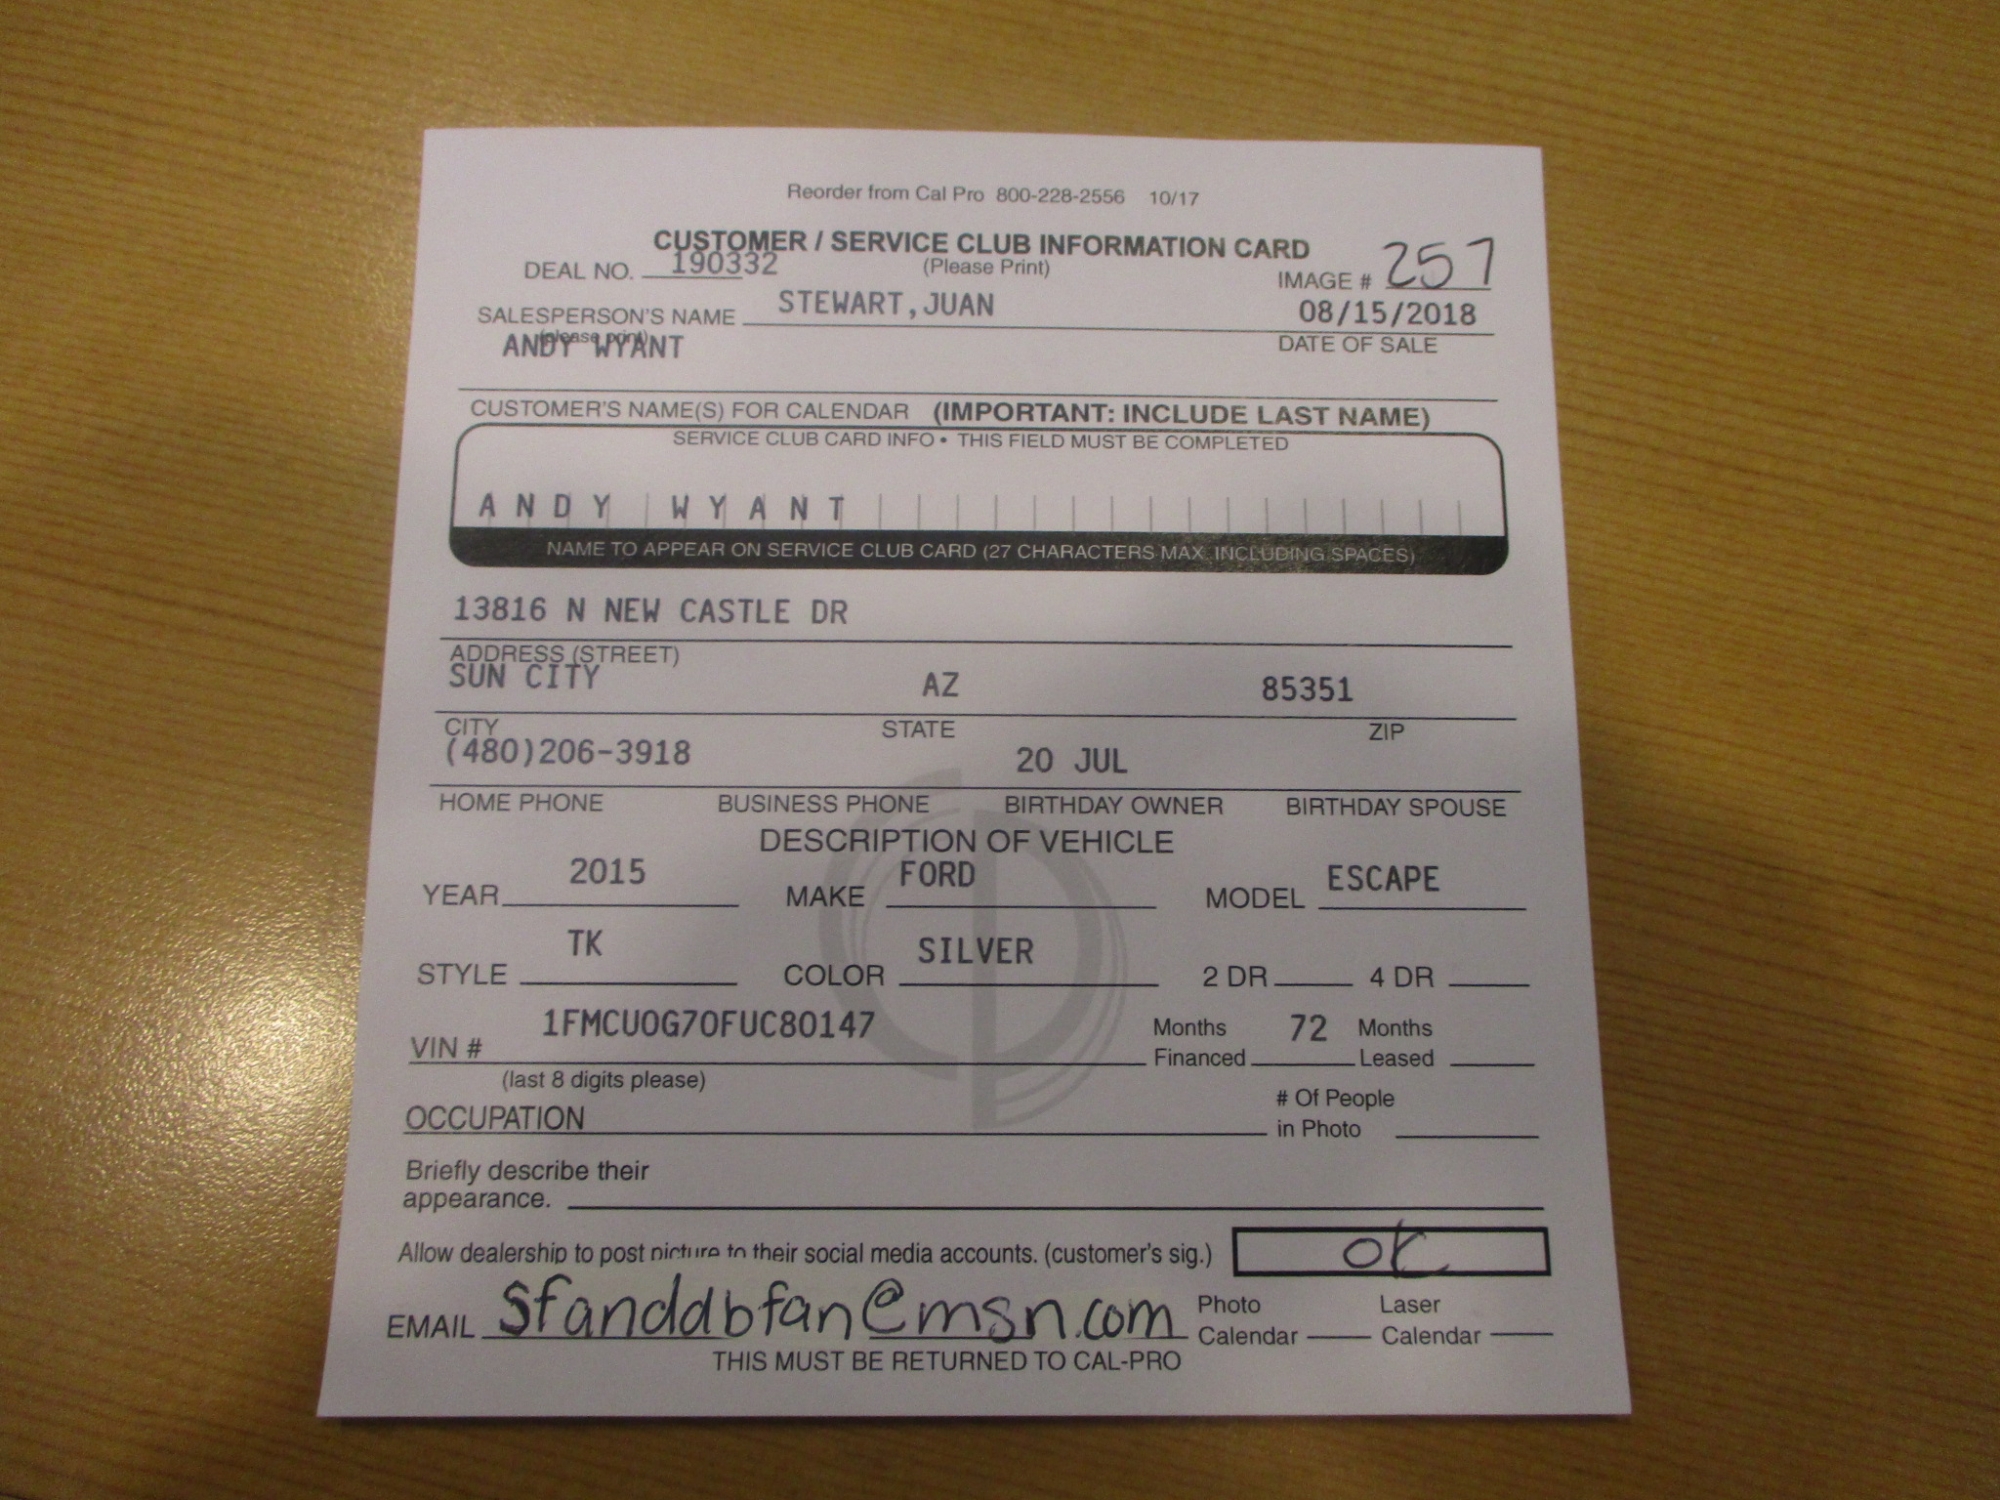 Reorder from Cal Pro 800-228-2556 10/17
CUSTOMER / SERVICE CLUB INFORMATION CARD
DEAL NO. 190332 (Please Print) IMAGE # 257
SALESPERSON'S NAME STEWART,JUAN 08/15/2018
(please print) DATE OF SALE
ANDY WYANT
CUSTOMER'S NAME(S) FOR CALENDAR (IMPORTANT: INCLUDE LAST NAME)
SERVICE CLUB CARD INFO • THIS FIELD MUST BE COMPLETED
ANDY WYANT
NAME TO APPEAR ON SERVICE CLUB CARD (27 CHARACTERS MAX. INCLUDING SPACES)
13816 N NEW CASTLE DR
ADDRESS (STREET)
SUN CITY AZ 85351
CITY STATE ZIP
(480)206-3918 20 JUL
HOME PHONE BUSINESS PHONE BIRTHDAY OWNER BIRTHDAY SPOUSE
DESCRIPTION OF VEHICLE
YEAR 2015 MAKE FORD MODEL ESCAPE
STYLE TK COLOR SILVER 2 DR 4 DR
VIN # 1FMCU0G70FUC80147 Months Financed 72 Months Leased
(last 8 digits please)
OCCUPATION # Of People in Photo
Briefly describe their
appearance.
Allow dealership to post picture to their social media accounts. (customer's sig.) OK
EMAIL sfanddbfan@msn.com Photo Calendar Laser Calendar
THIS MUST BE RETURNED TO CAL-PRO